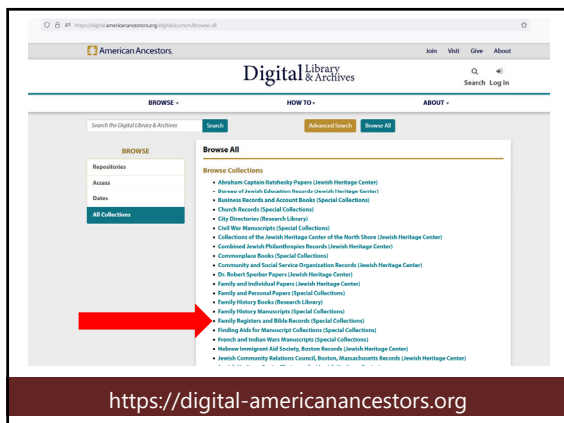 https://digital.americanancestors.org/digital/custom/browse-all
American Ancestors.
Join Visit Give About
Digital Library & Archives
Search Log in
BROWSE HOW TO ABOUT
Search the Digital Library & Archives Search Advanced Search Browse All
BROWSE
Repositories
Access
Dates
All Collections
Browse All
Browse Collections
Abraham Captain Ratshesky Papers (Jewish Heritage Center)
Bureau of Jewish Education Records (Jewish Heritage Center)
Business Records and Account Books (Special Collections)
Church Records (Special Collections)
City Directories (Research Library)
Civil War Manuscripts (Special Collections)
Collections of the Jewish Heritage Center of the North Shore (Jewish Heritage Center)
Combined Jewish Philanthropies Records (Jewish Heritage Center)
Commonplace Books (Special Collections)
Community and Social Service Organization Records (Jewish Heritage Center)
Dr. Robert Sperber Papers (Jewish Heritage Center)
Family and Individual Papers (Jewish Heritage Center)
Family and Personal Papers (Special Collections)
Family History Books (Research Library)
Family History Manuscripts (Special Collections)
Family Registers and Bible Records (Special Collections)
Finding Aids for Manuscript Collections (Special Collections)
French and Indian Wars Manuscripts (Special Collections)
Hebrew Immigrant Aid Society, Boston Records (Jewish Heritage Center)
Jewish Community Relations Council, Boston, Massachusetts Records (Jewish Heritage Center)
https://digital-americanancestors.org